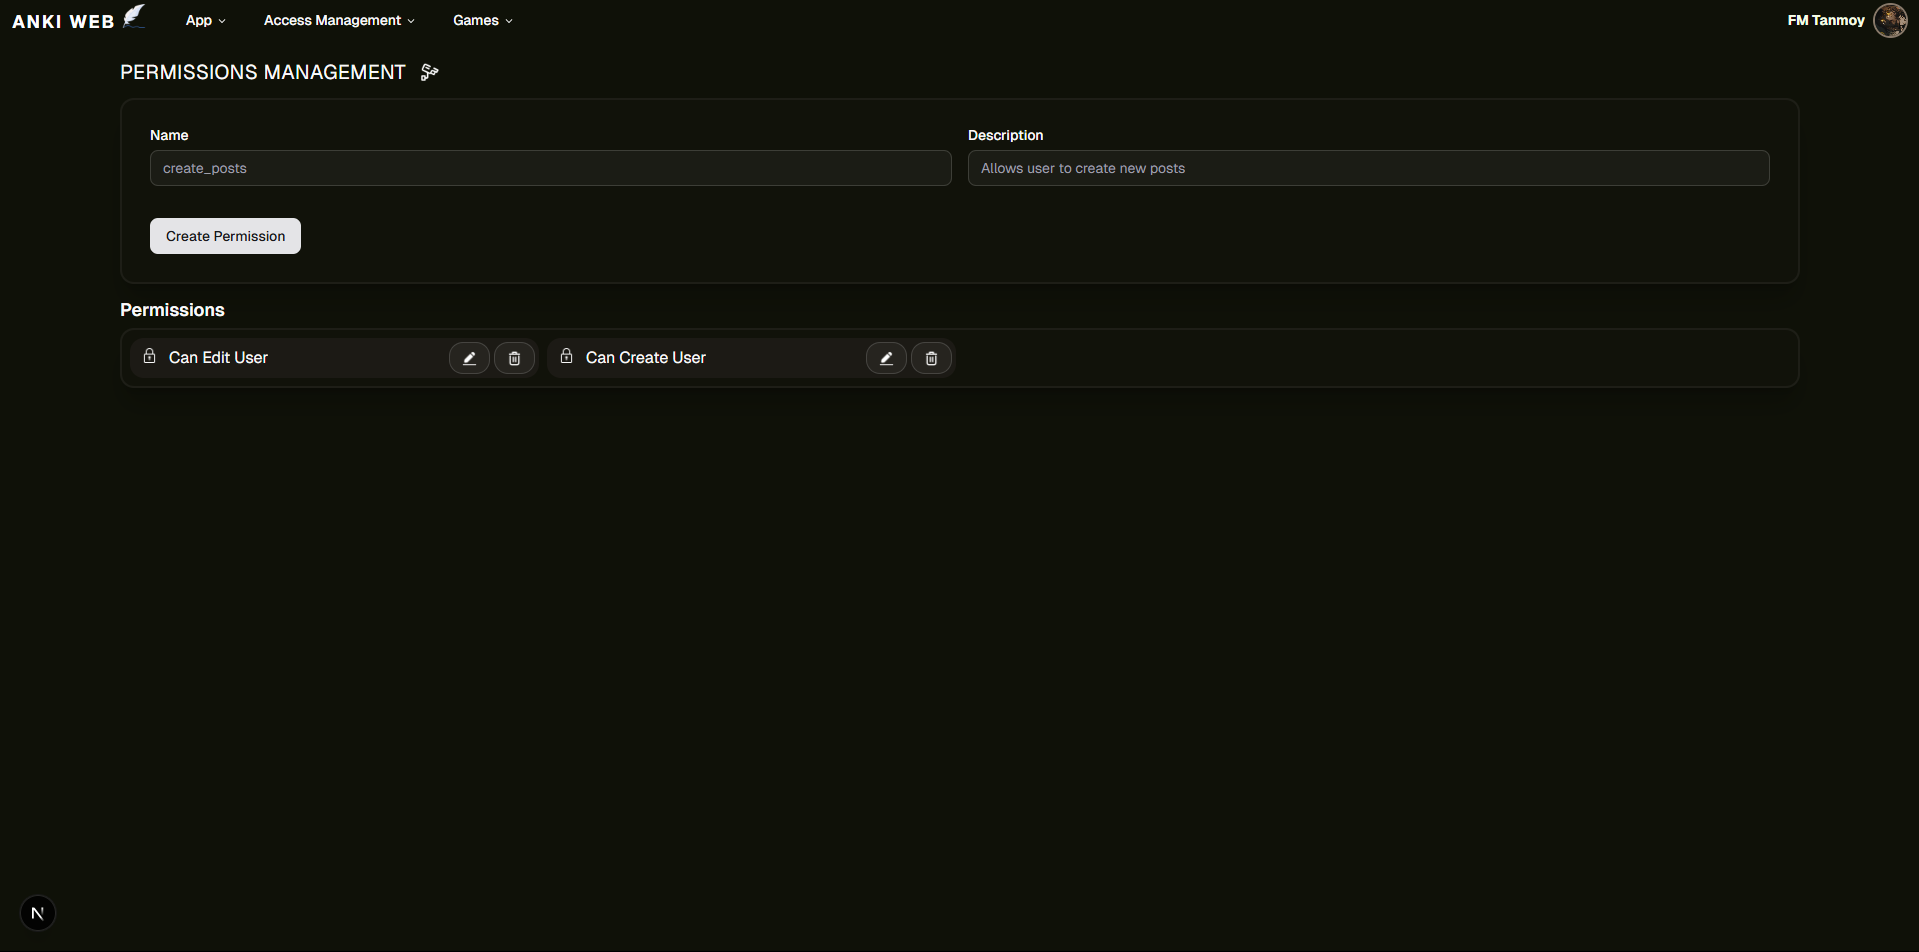 ANKI WEB App Access Management Games FM Tanmoy
PERMISSIONS MANAGEMENT
Name Description
create_posts Allows user to create new posts
Create Permission
Permissions
Can Edit User Can Create User
N